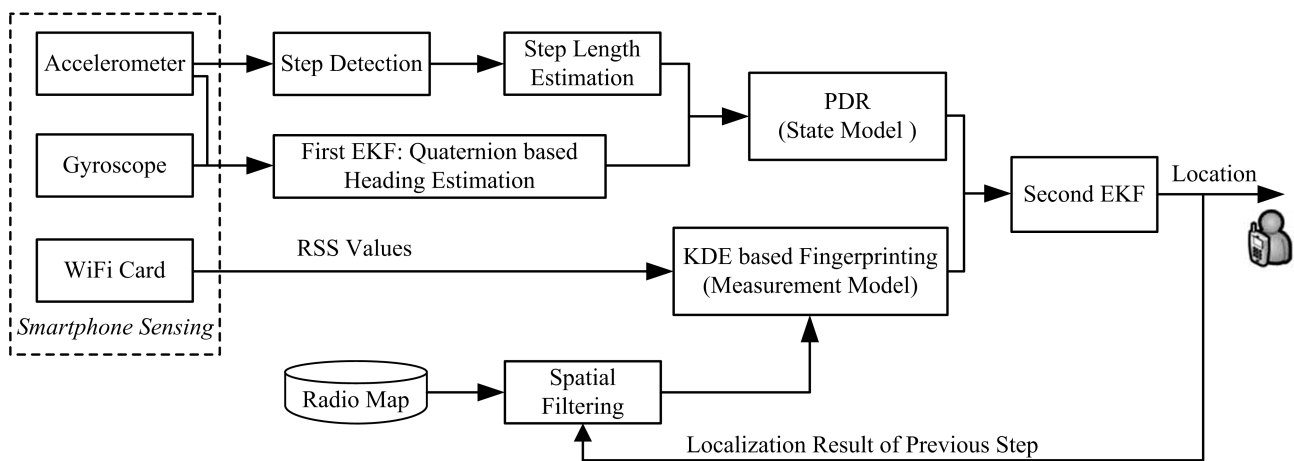 Accelerometer
Step Detection
Step Length
Estimation
PDR
(State Model )
Gyroscope
First EKF: Quaternion based
Heading Estimation
Second EKF
Location
WiFi Card
RSS Values
KDE based Fingerprinting
(Measurement Model)
Smartphone Sensing
Radio Map
Spatial
Filtering
Localization Result of Previous Step